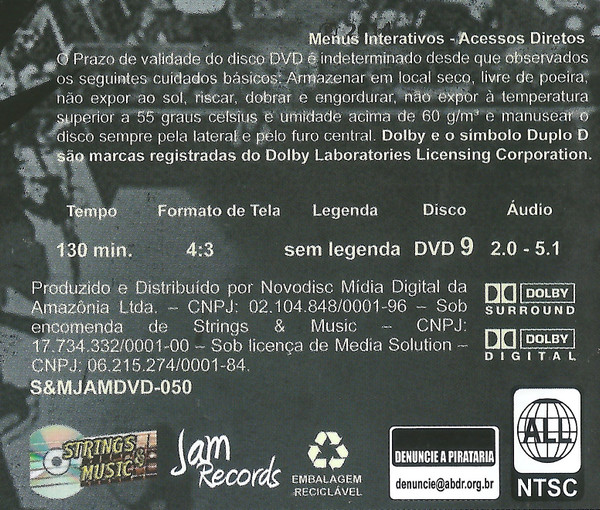 Menus Interativos - Acessos Diretos
O Prazo de validade do disco DVD é indeterminado desde que observados
os seguintes cuidados básicos: Armazenar em local seco, livre de poeira,
não expor ao sol, riscar, dobrar e engordurar, não expor à temperatura
superior a 55 graus celsius e umidade acima de 60 g/m³ e manusear o
disco sempre pela lateral e pelo furo central. Dolby e o símbolo Duplo D
são marcas registradas do Dolby Laboratories Licensing Corporation.
Tempo Formato de Tela Legenda Disco Áudio
130 min. 4:3 sem legenda DVD 9 2.0 - 5.1
Produzido e Distribuído por Novodisc Mídia Digital da
Amazônia Ltda. – CNPJ: 02.104.848/0001-96 – Sob
encomenda de Strings & Music – CNPJ:
17.734.332/0001-00 – Sob licença de Media Solution –
CNPJ: 06.215.274/0001-84.
S&MJAMDVD-050
DOLBY
SURROUND
DOLBY
DIGITAL
STRINGS
& MUSIC
Jam
Records
EMBALAGEM
RECICLÁVEL
DENUNCIE A PIRATARIA
denuncie@abdr.org.br
ALL
NTSC